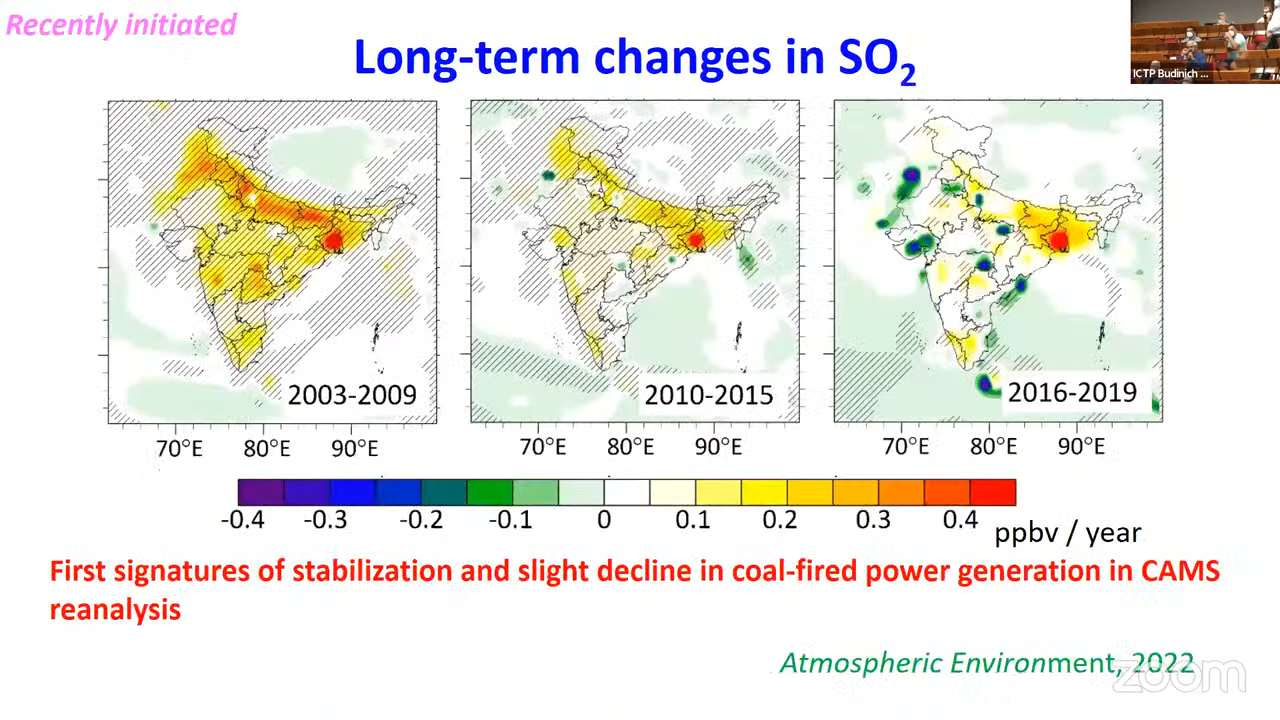 Recently initiated
Long-term changes in SO2
ICTP Budinich ...
2003-2009
2010-2015
2016-2019
70°E 80°E 90°E 70°E 80°E 90°E 70°E 80°E 90°E
-0.4 -0.3 -0.2 -0.1 0 0.1 0.2 0.3 0.4
ppbv / year
First signatures of stabilization and slight decline in coal-fired power generation in CAMS
reanalysis
Atmospheric Environment, 2022
zoom